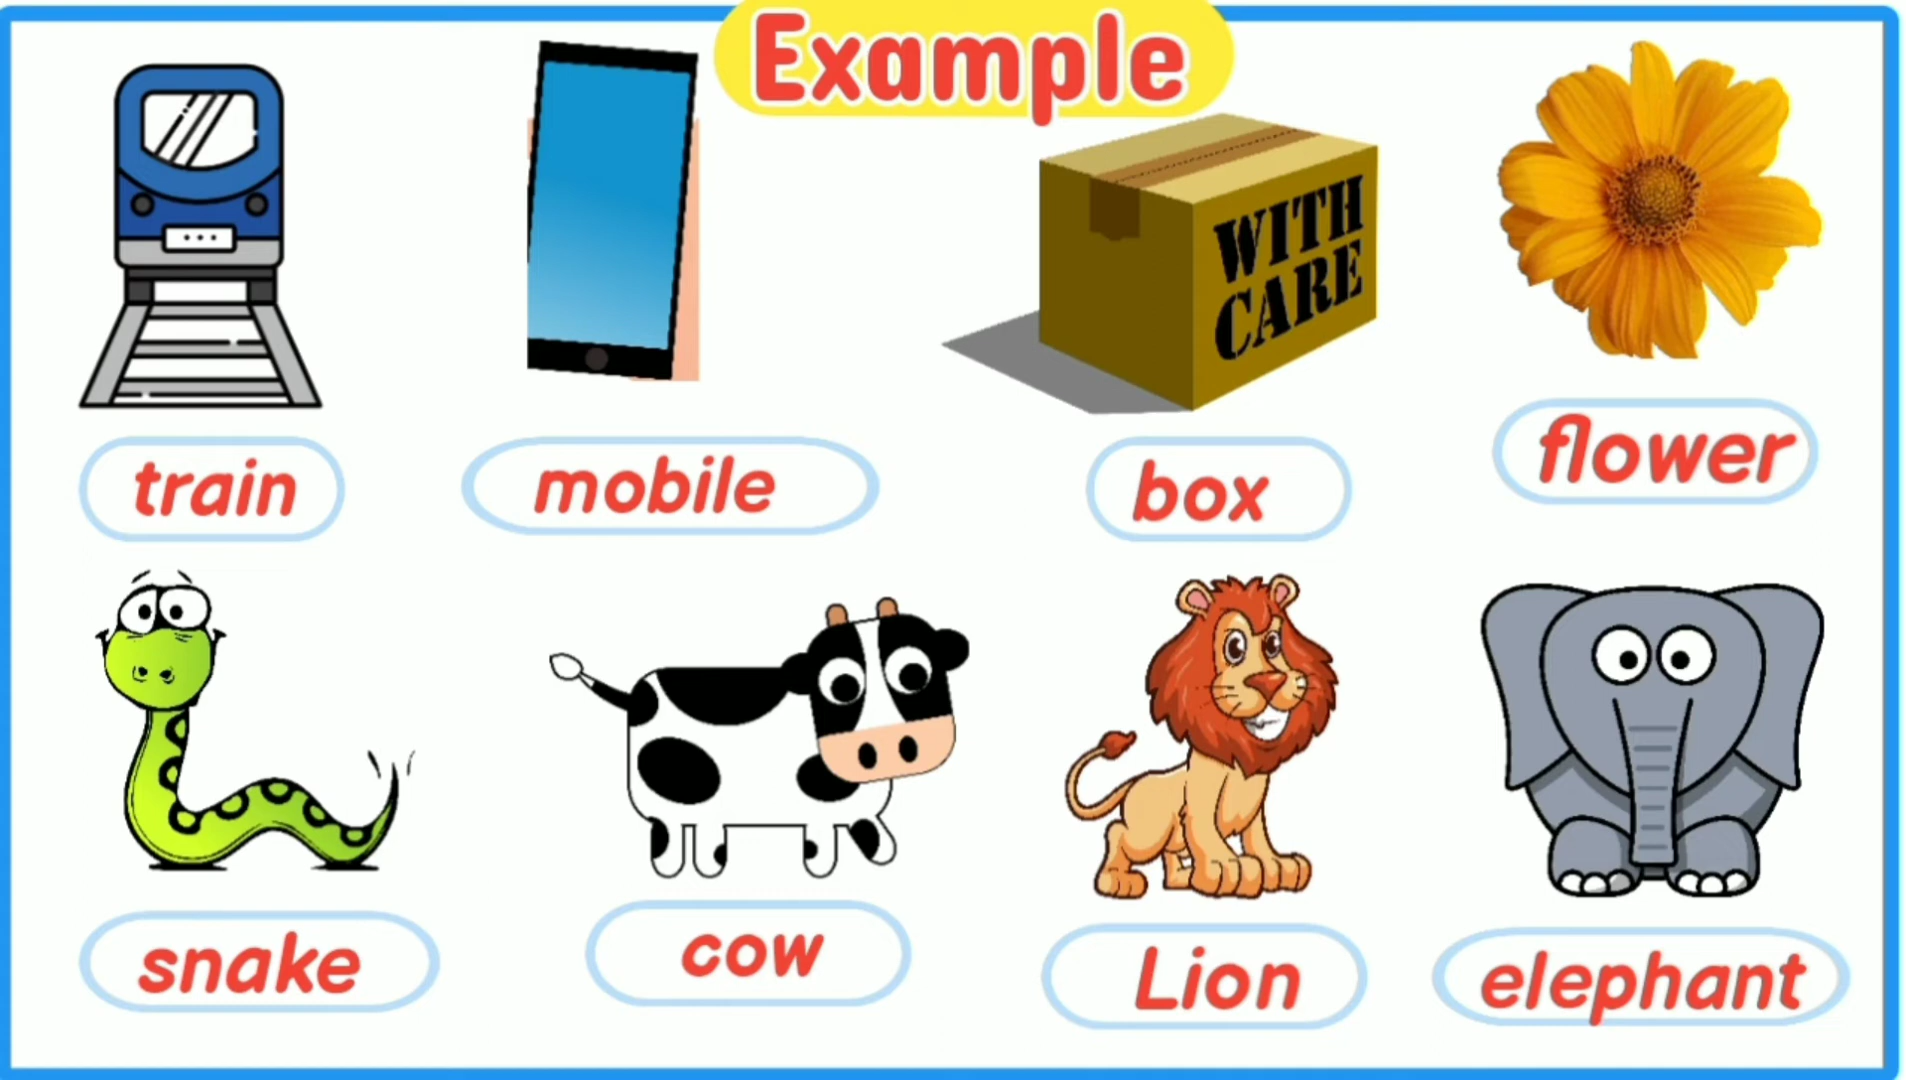 Example
WITH
CARE
train
mobile
box
flower
snake
cow
Lion
elephant